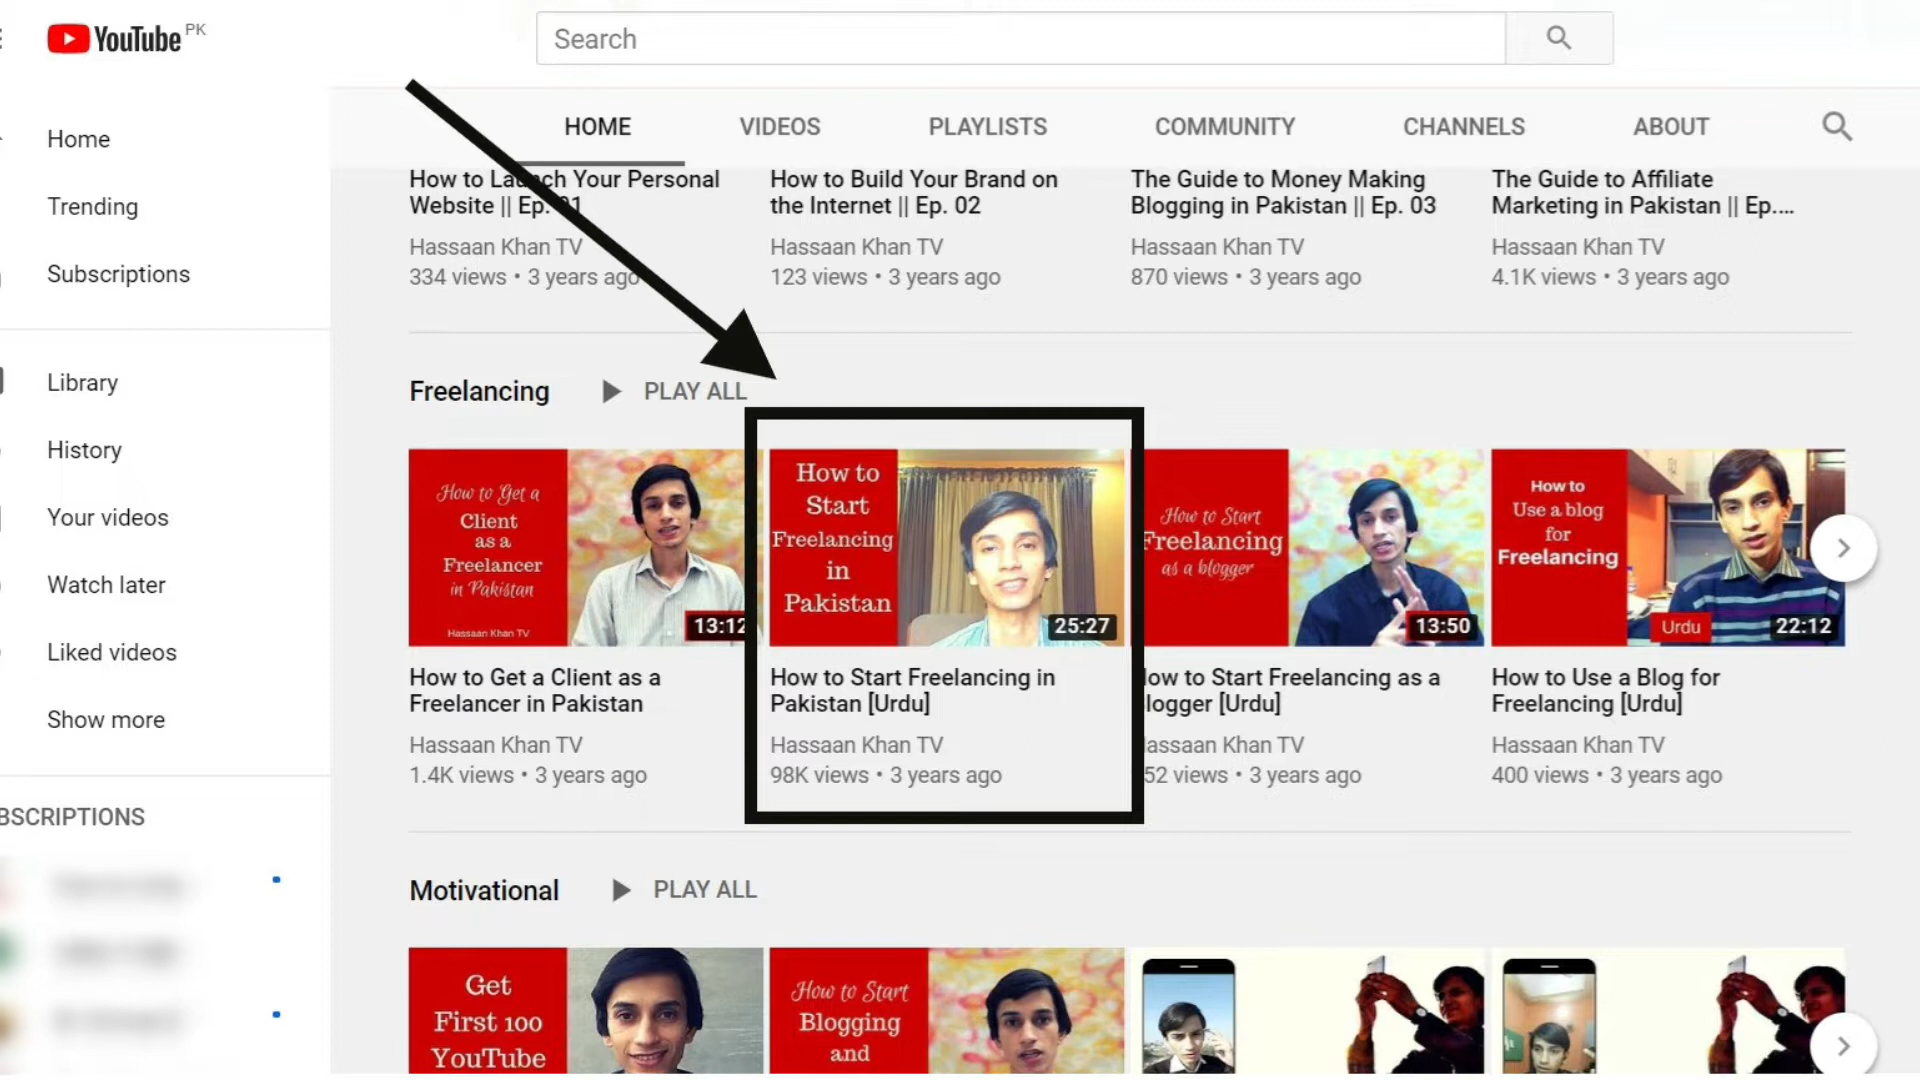 YouTube PK
Search
Home
Trending
Subscriptions
Library
History
Your videos
Watch later
Liked videos
Show more
BSCRIPTIONS
HOME
VIDEOS
PLAYLISTS
COMMUNITY
CHANNELS
ABOUT
How to Launch Your Personal
Website || Ep. 01
Hassaan Khan TV
334 views • 3 years ago
How to Build Your Brand on
the Internet || Ep. 02
Hassaan Khan TV
123 views • 3 years ago
The Guide to Money Making
Blogging in Pakistan || Ep. 03
Hassaan Khan TV
870 views • 3 years ago
The Guide to Affiliate
Marketing in Pakistan || Ep....
Hassaan Khan TV
4.1K views • 3 years ago
Freelancing
PLAY ALL
How to Get a
Client
as a
Freelancer
in Pakistan
Hassaan Khan TV
13:12
How to Get a Client as a
Freelancer in Pakistan
Hassaan Khan TV
1.4K views • 3 years ago
How to
Start
Freelancing
in
Pakistan
25:27
How to Start Freelancing in
Pakistan [Urdu]
Hassaan Khan TV
98K views • 3 years ago
How to Start
Freelancing
as a blogger
13:50
ow to Start Freelancing as a
logger [Urdu]
assaan Khan TV
52 views • 3 years ago
How to
Use a blog
for
Freelancing
Urdu
22:12
How to Use a Blog for
Freelancing [Urdu]
Hassaan Khan TV
400 views • 3 years ago
Motivational
PLAY ALL
Get
First 100
YouTube
How to Start
Blogging
and